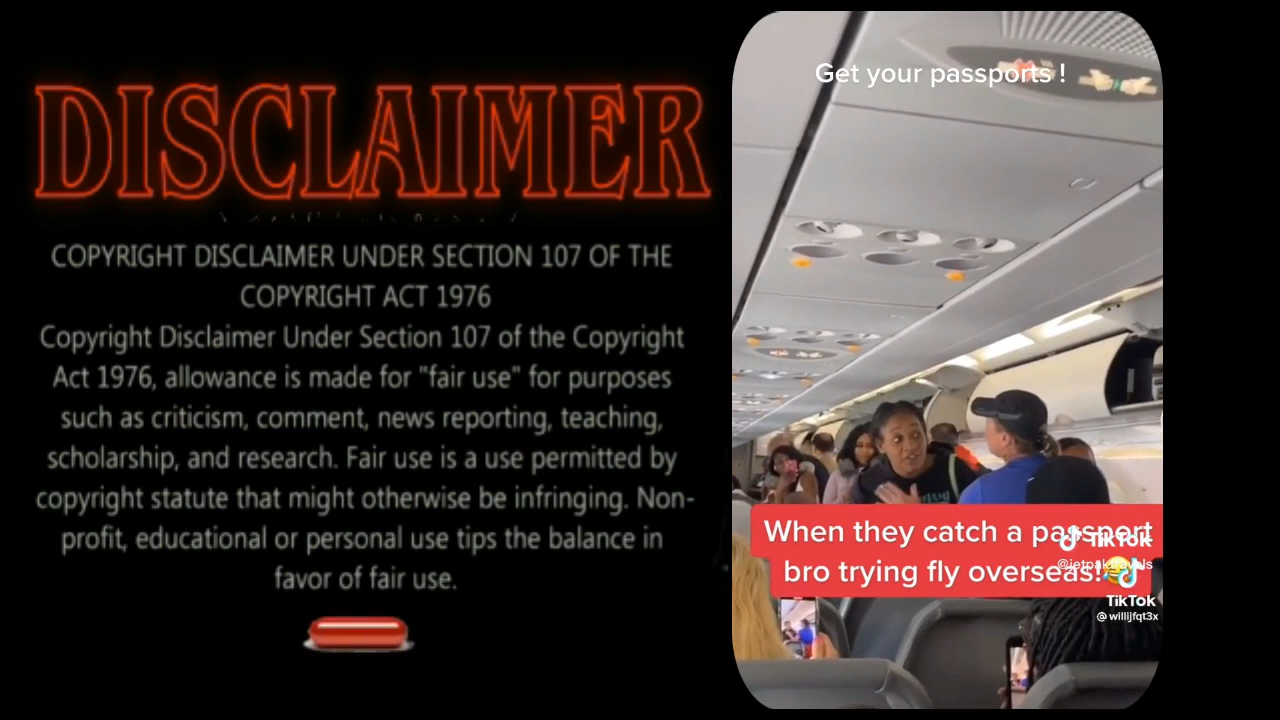 DISCLAIMER
COPYRIGHT DISCLAIMER UNDER SECTION 107 OF THE
COPYRIGHT ACT 1976
Copyright Disclaimer Under Section 107 of the Copyright
Act 1976, allowance is made for "fair use" for purposes
such as criticism, comment, news reporting, teaching,
scholarship, and research. Fair use is a use permitted by
copyright statute that might otherwise be infringing. Non-
profit, educational or personal use tips the balance in
favor of fair use.
Get your passports !
When they catch a passport
bro trying fly overseas!
TikTok
TikTok
@willijfqt3x